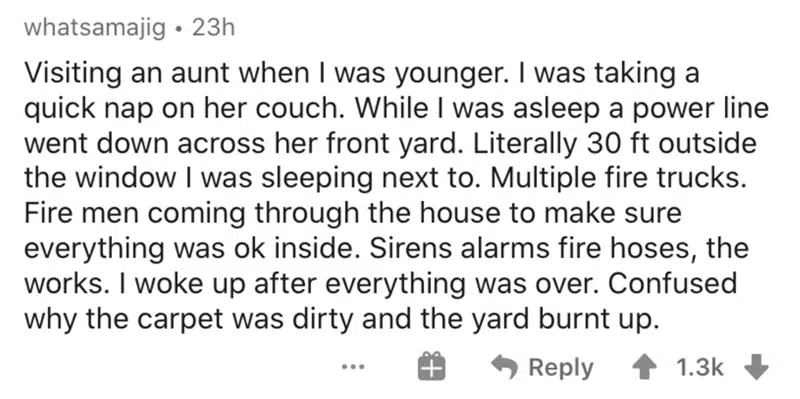 whatsamajig • 23h
Visiting an aunt when I was younger. I was taking a
quick nap on her couch. While I was asleep a power line
went down across her front yard. Literally 30 ft outside
the window I was sleeping next to. Multiple fire trucks.
Fire men coming through the house to make sure
everything was ok inside. Sirens alarms fire hoses, the
works. I woke up after everything was over. Confused
why the carpet was dirty and the yard burnt up.
... Reply 1.3k